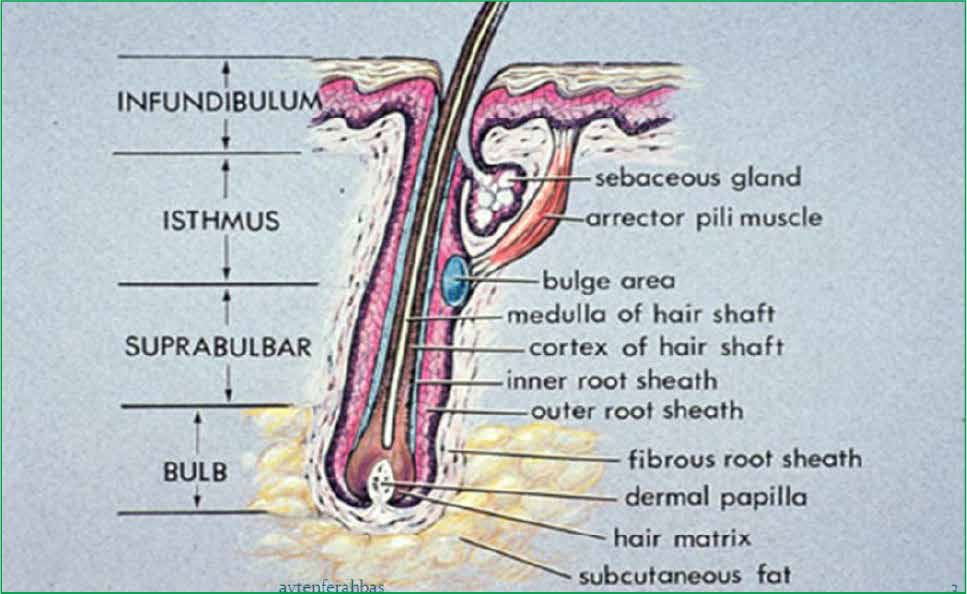 INFUNDIBULUM
ISTHMUS
SUPRABULBAR
BULB
sebaceous gland
arrector pili muscle
bulge area
medulla of hair shaft
cortex of hair shaft
inner root sheath
outer root sheath
fibrous root sheath
dermal papilla
hair matrix
subcutaneous fat
aytenferahbas
3